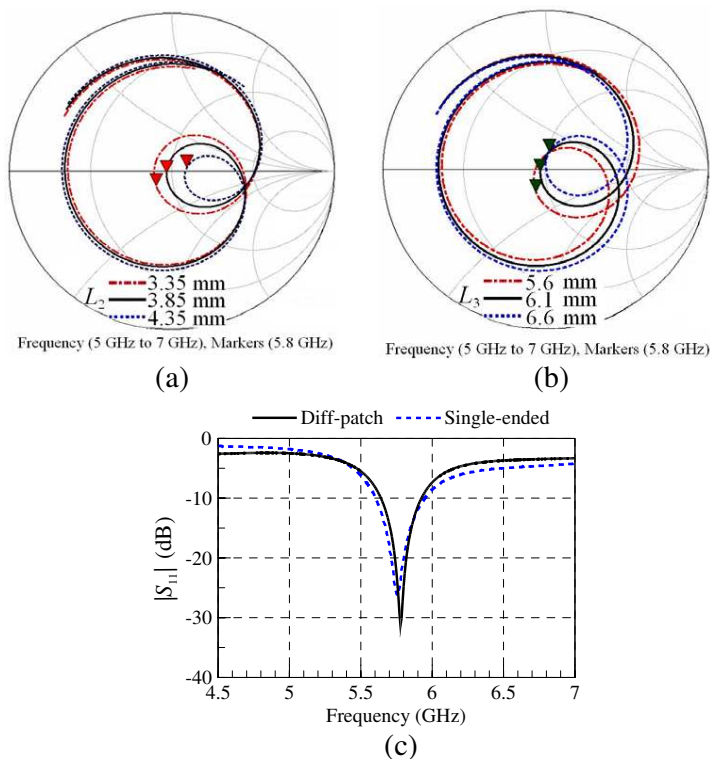 3.35 mm
L2 3.85 mm
4.35 mm
Frequency (5 GHz to 7 GHz), Markers (5.8 GHz)
(a)
5.6 mm
L3 6.1 mm
6.6 mm
Frequency (5 GHz to 7 GHz), Markers (5.8 GHz)
(b)
Diff-patch Single-ended
0
-10
-20
-30
-40
|S11| (dB)
4.5 5 5.5 6 6.5 7
Frequency (GHz)
(c)